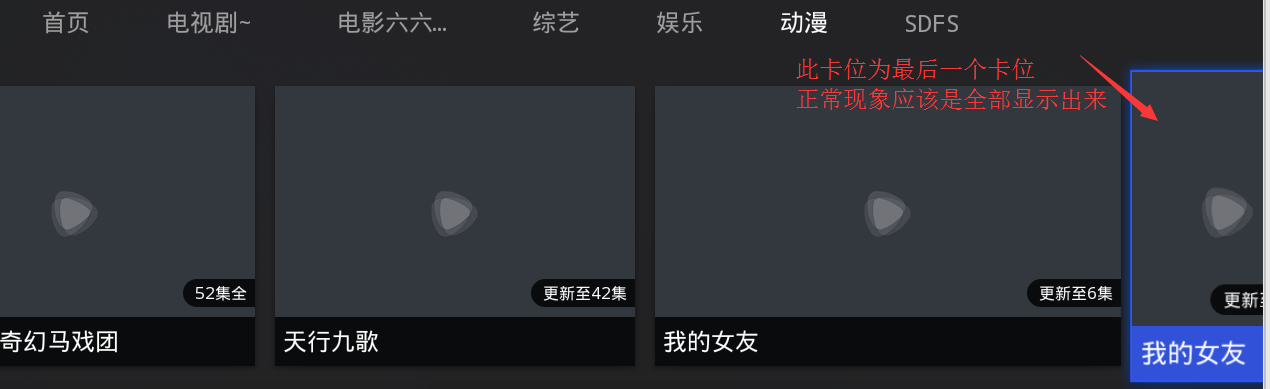 首页 电视剧~ 电影六六... 综艺 娱乐 动漫 SDFS
此卡位为最后一个卡位
正常现象应该是全部显示出来
52集全 更新至42集 更新至6集 更新
奇幻马戏团 天行九歌 我的女友 我的女友